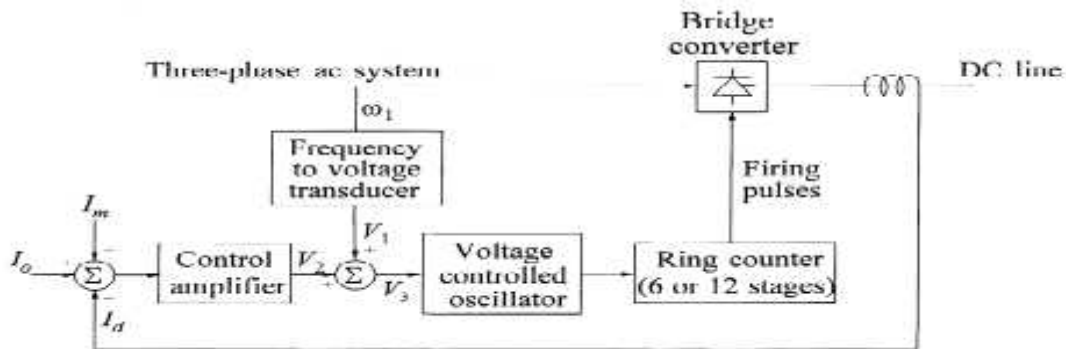 Bridge
converter
Three-phase ac system
DC line
ω1
Frequency
to voltage
transducer
Firing
pulses
Im
V1
+
Io
Σ
Control
amplifier
V2
Σ
+
V3
Voltage
controlled
oscillator
Ring counter
(6 or 12 stages)
Id